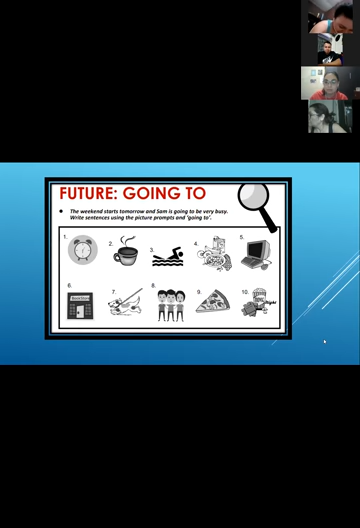 FUTURE: GOING TO
● The weekend starts tomorrow and Sam is going to be very busy.
Write sentences using the picture prompts and 'going to'.
1. 2. 3. 4. 5.
6. 7. 8. 9. 10.
Night